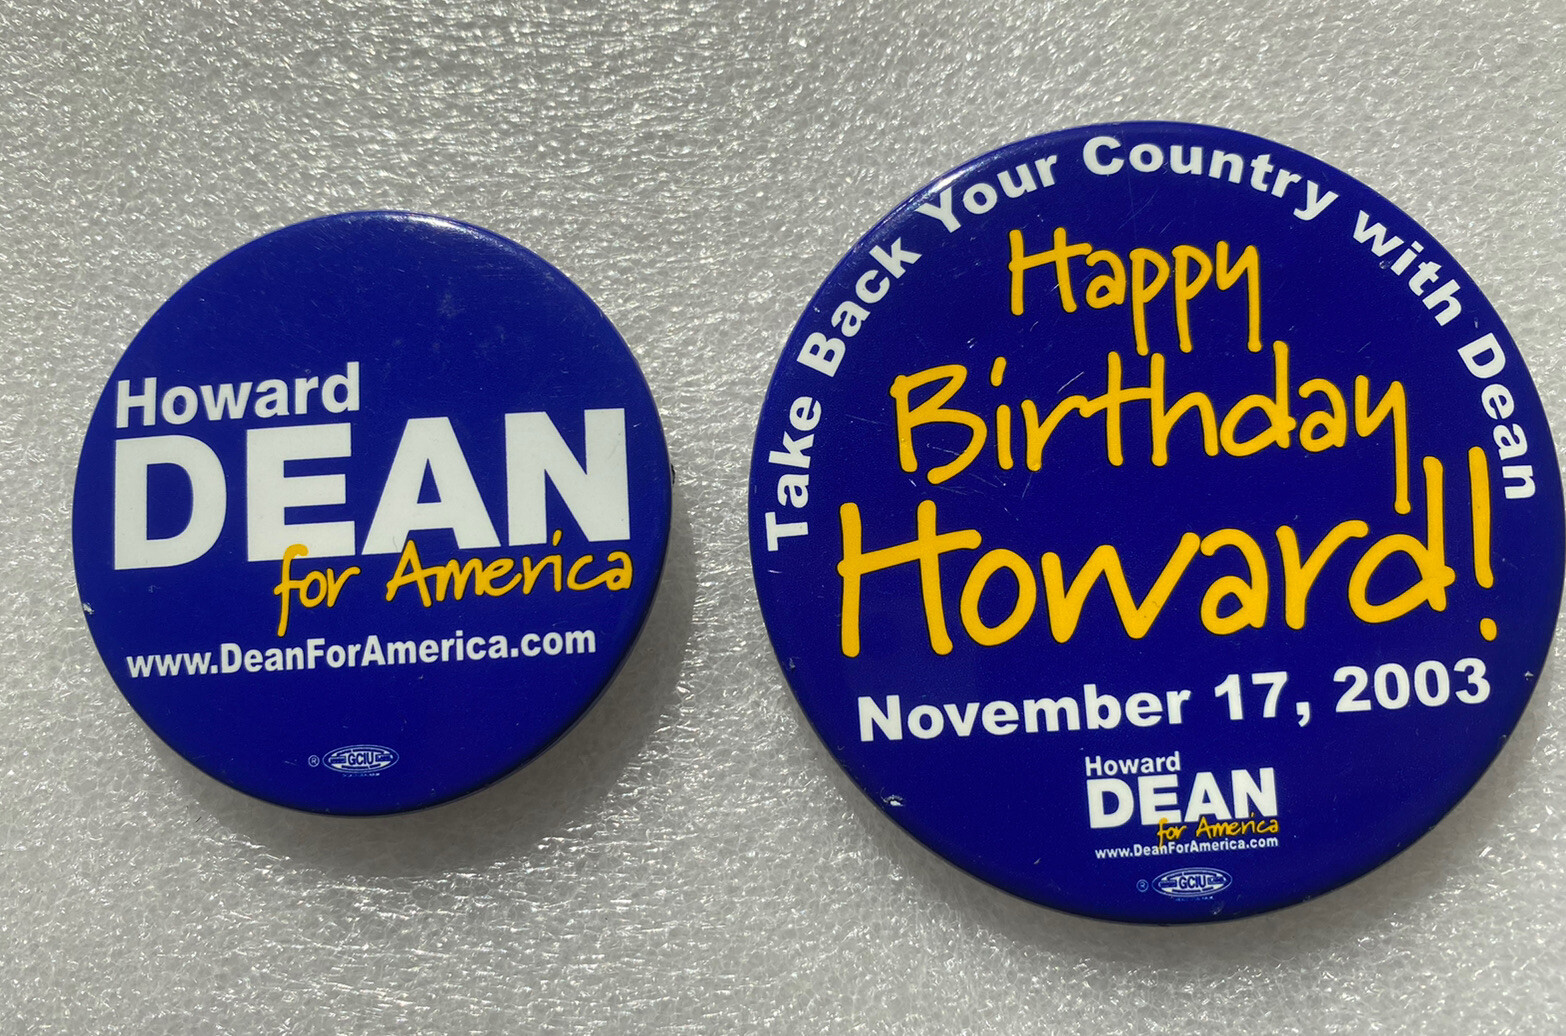 Howard
DEAN
for America
www.DeanForAmerica.com
® GCIU
Take Back Your Country with Dean
Happy
Birthday
Howard!
November 17, 2003
Howard
DEAN
for America
www.DeanForAmerica.com
® GCIU